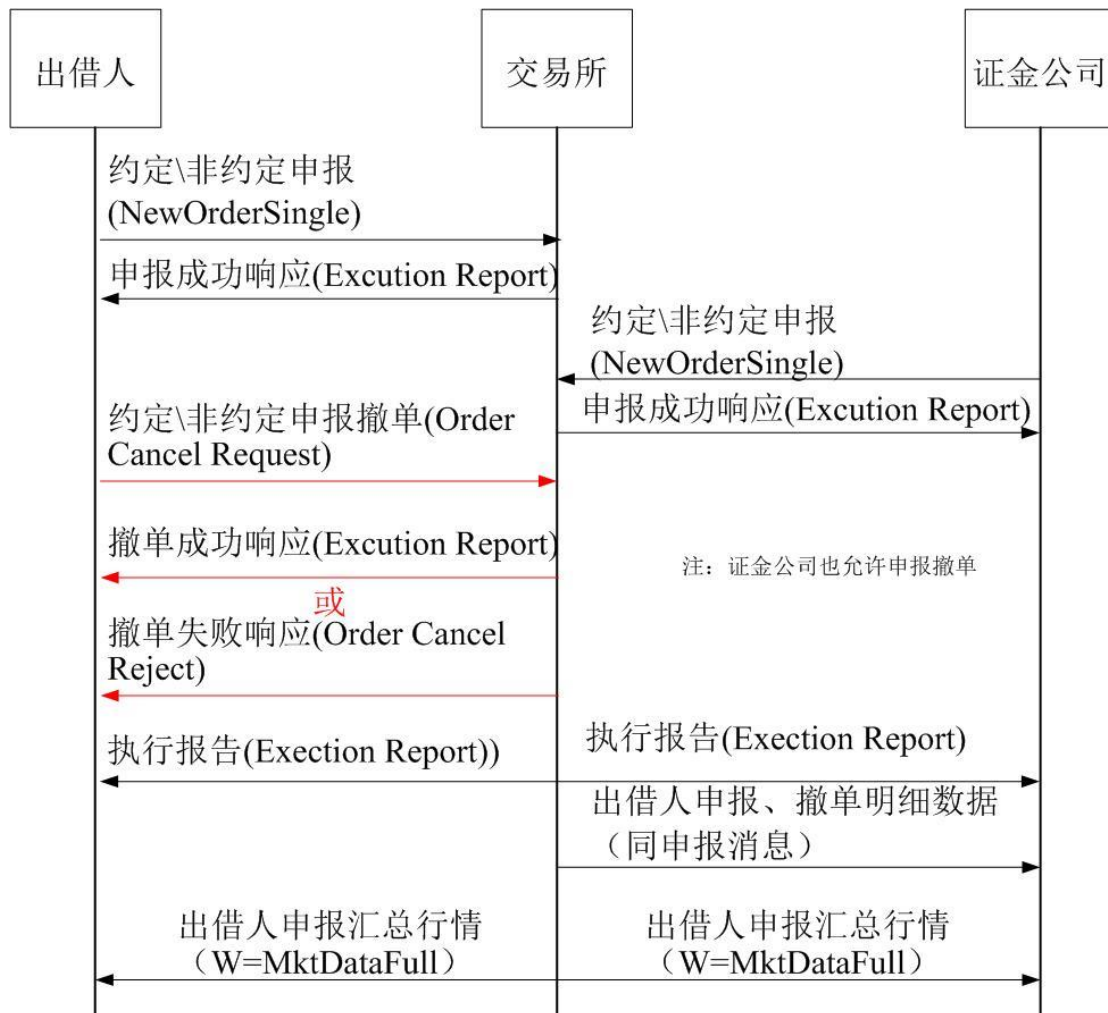 出借人
交易所
证金公司
约定\非约定申报
(NewOrderSingle)
申报成功响应(Excution Report)
约定\非约定申报
(NewOrderSingle)
申报成功响应(Excution Report)
约定\非约定申报撤单(Order
Cancel Request)
撤单成功响应(Excution Report)
注：证金公司也允许申报撤单
或
撤单失败响应(Order Cancel
Reject)
执行报告(Exection Report))
执行报告(Exection Report)
出借人申报、撤单明细数据
（同申报消息）
出借人申报汇总行情
（W=MktDataFull）
出借人申报汇总行情
（W=MktDataFull）